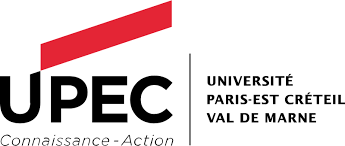 UPEC
Connaissance - Action
UNIVERSITÉ
PARIS-EST CRÉTEIL
VAL DE MARNE